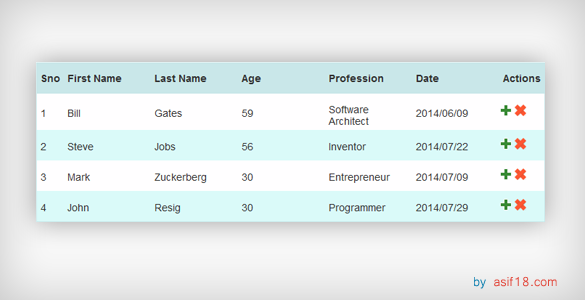 Sno First Name Last Name Age Profession Date Actions
1 Bill Gates 59 Software Architect 2014/06/09
2 Steve Jobs 56 Inventor 2014/07/22
3 Mark Zuckerberg 30 Entrepreneur 2014/07/09
4 John Resig 30 Programmer 2014/07/29
by asif18.com